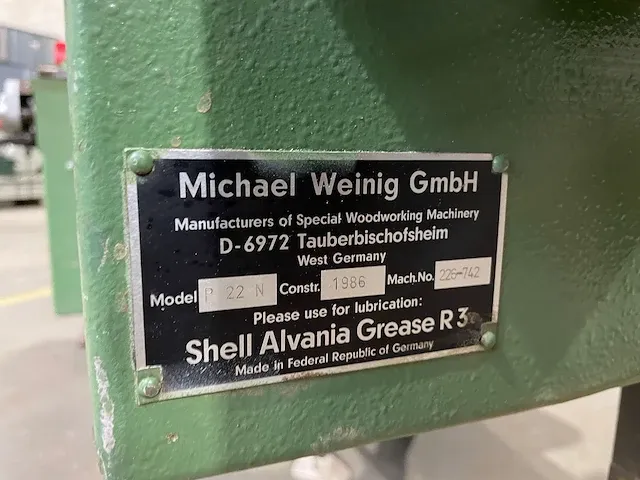 Michael Weinig GmbH
Manufacturers of Special Woodworking Machinery
D-6972 Tauberbischofsheim
West Germany
Model P 22 N Constr. 1986 Mach.No. 226-742
Please use for lubrication:
Shell Alvania Grease R 3
Made in Federal Republic of Germany